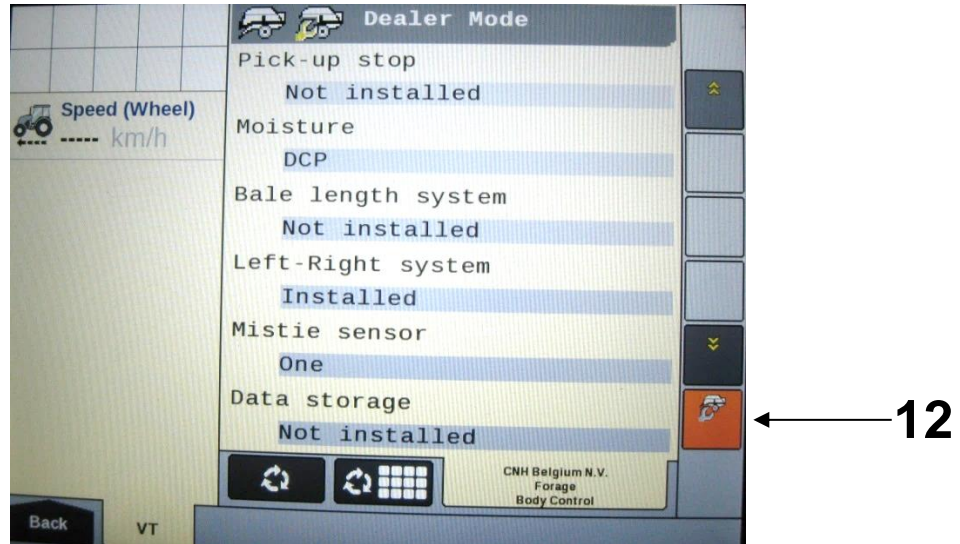 Dealer Mode
Pick-up stop
Not installed
Speed (Wheel)
----- km/h
Moisture
DCP
Bale length system
Not installed
Left-Right system
Installed
Mistie sensor
One
Data storage
Not installed
12
CNH Belgium N.V.
Forage
Body Control
Back
VT